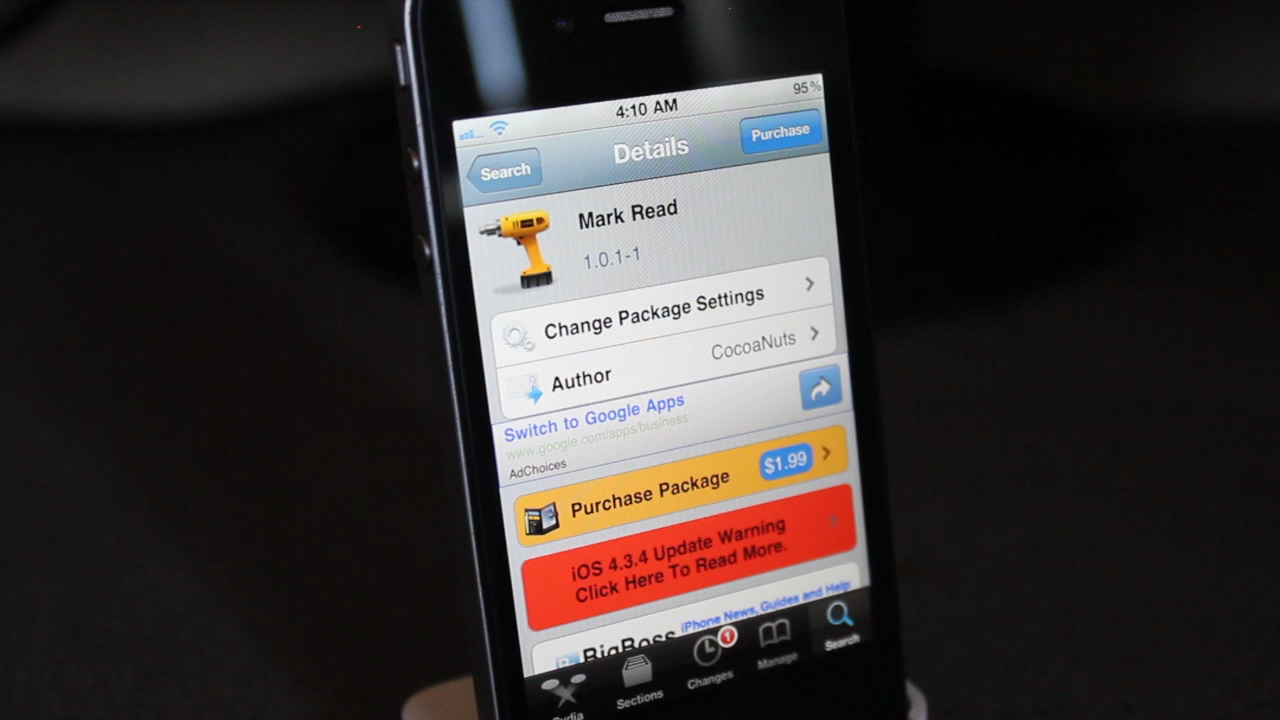 4:10 AM
95%
Search
Details
Purchase
Mark Read
1.0.1-1
Change Package Settings
Author
CocoaNuts
Switch to Google Apps
www.google.com/apps/business
AdChoices
Purchase Package
$1.99
iOS 4.3.4 Update Warning
Click Here To Read More.
BigBoss
iPhone News, Guides and Help
Cydia
Sections
1
Changes
Manage
Search